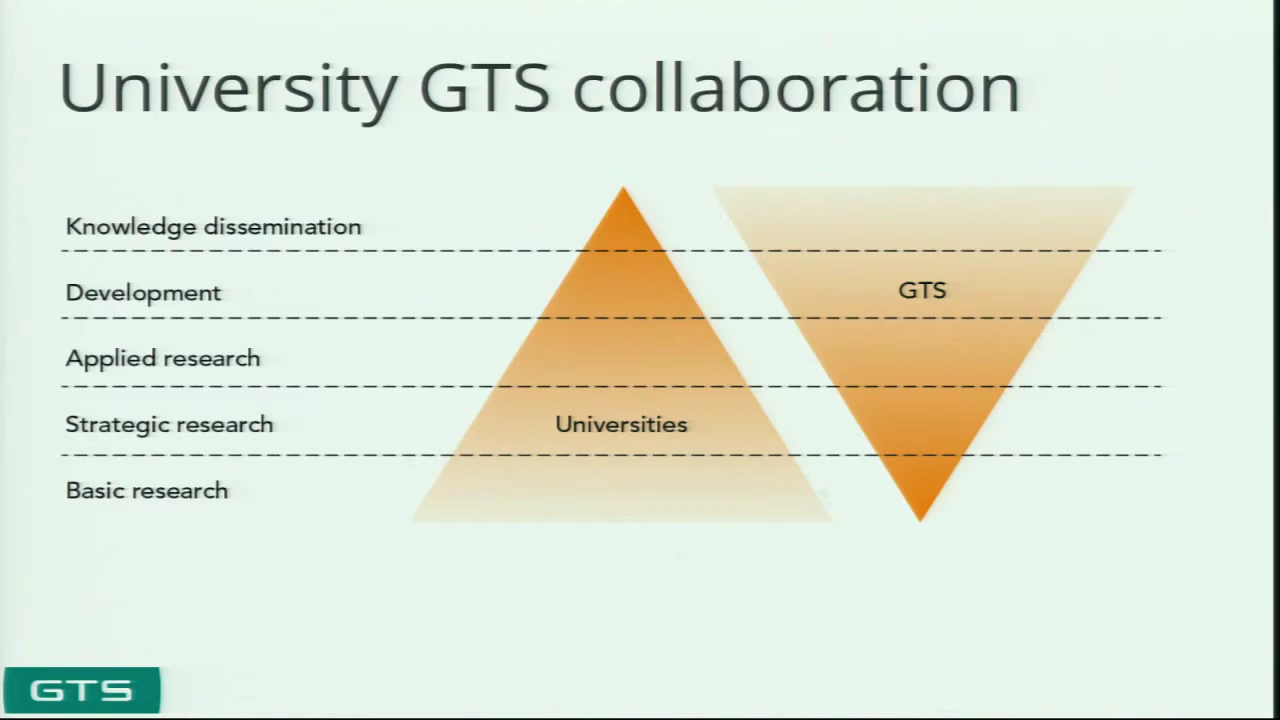 University GTS collaboration
Knowledge dissemination
Development
GTS
Applied research
Strategic research
Universities
Basic research
GTS